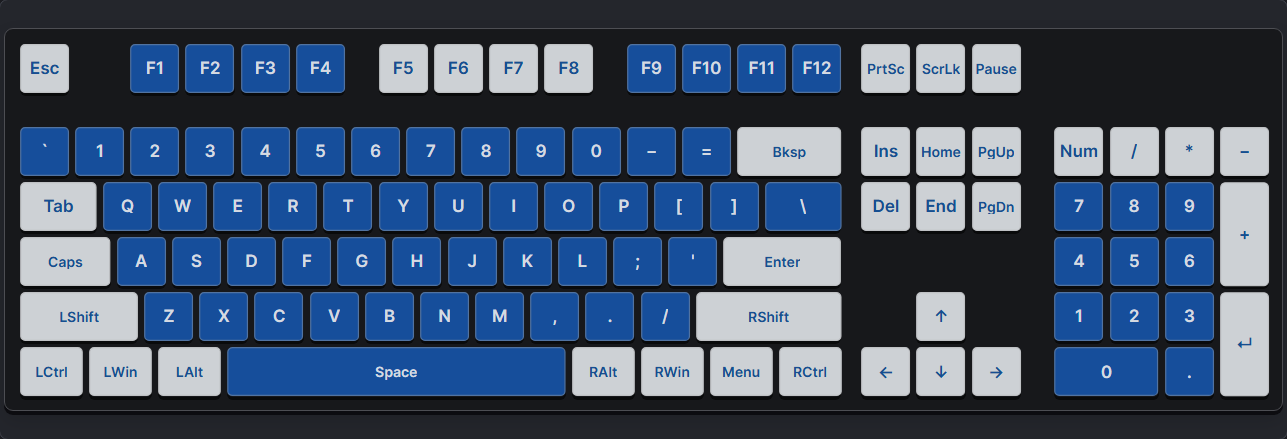 Esc F1 F2 F3 F4 F5 F6 F7 F8 F9 F10 F11 F12 PrtSc ScrLk Pause
` 1 2 3 4 5 6 7 8 9 0 − = Bksp Ins Home PgUp Num / * −
Tab Q W E R T Y U I O P [ ] \ Del End PgDn 7 8 9 +
Caps A S D F G H J K L ; ' Enter 4 5 6
LShift Z X C V B N M , . / RShift ↑ 1 2 3 ↵
LCtrl LWin LAlt Space RAlt RWin Menu RCtrl ← ↓ → 0 .